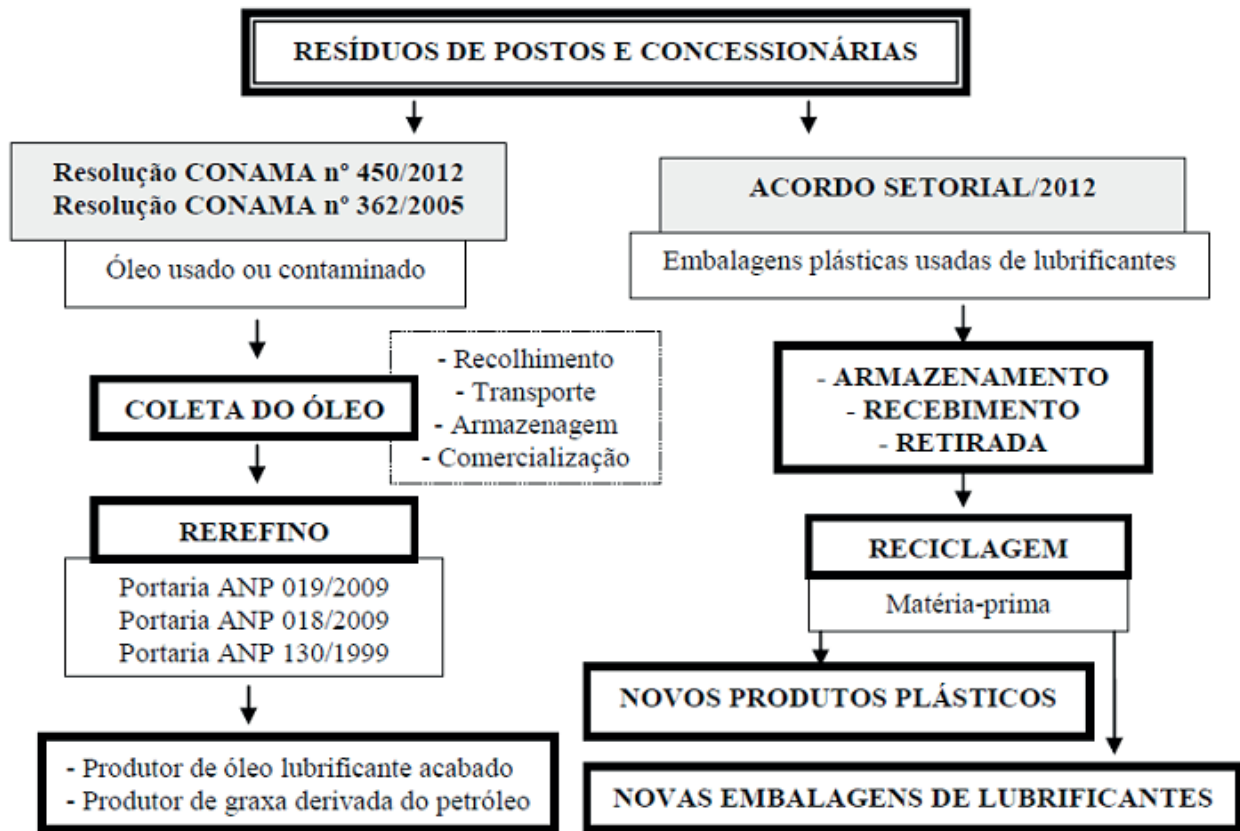 RESÍDUOS DE POSTOS E CONCESSIONÁRIAS
Resolução CONAMA nº 450/2012
Resolução CONAMA nº 362/2005
Óleo usado ou contaminado
COLETA DO ÓLEO
- Recolhimento
- Transporte
- Armazenagem
- Comercialização
REREFINO
Portaria ANP 019/2009
Portaria ANP 018/2009
Portaria ANP 130/1999
- Produtor de óleo lubrificante acabado
- Produtor de graxa derivada do petróleo
ACORDO SETORIAL/2012
Embalagens plásticas usadas de lubrificantes
- ARMAZENAMENTO
- RECEBIMENTO
- RETIRADA
RECICLAGEM
Matéria-prima
NOVOS PRODUTOS PLÁSTICOS
NOVAS EMBALAGENS DE LUBRIFICANTES